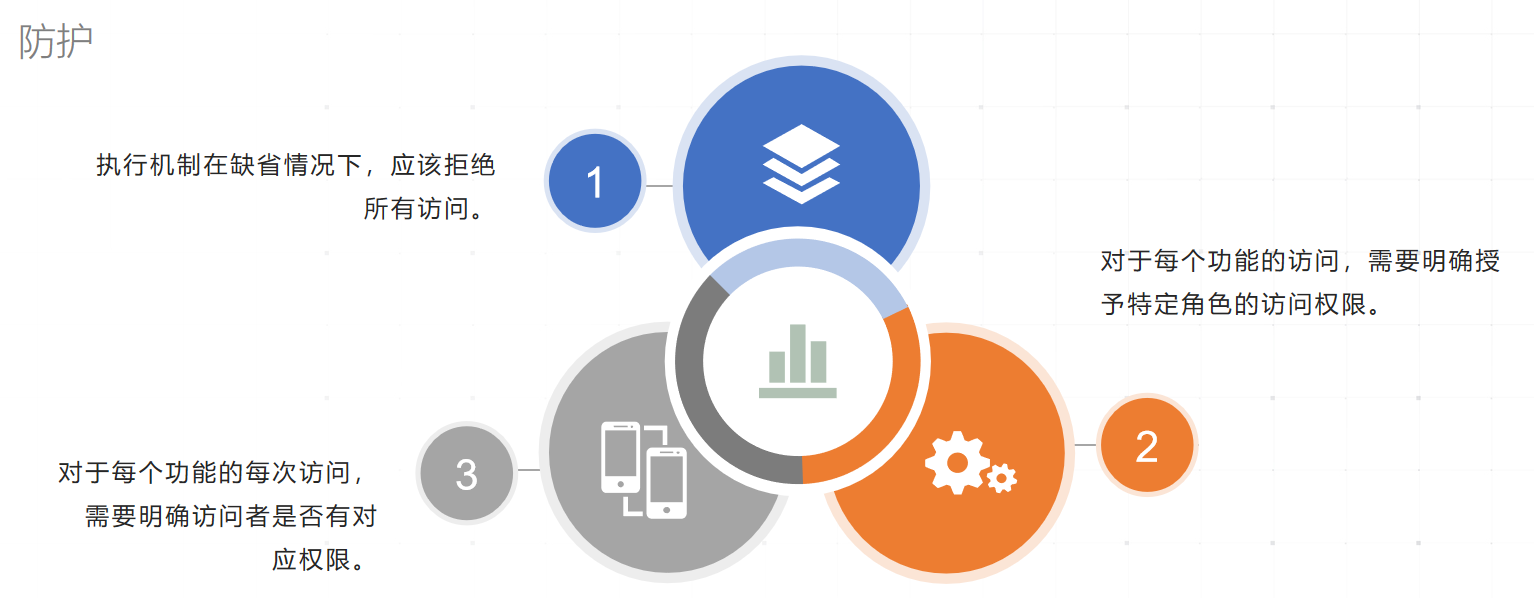 防护
1
执行机制在缺省情况下，应该拒绝
所有访问。
2
对于每个功能的访问，需要明确授
予特定角色的访问权限。
3
对于每个功能的每次访问，
需要明确访问者是否有对
应权限。